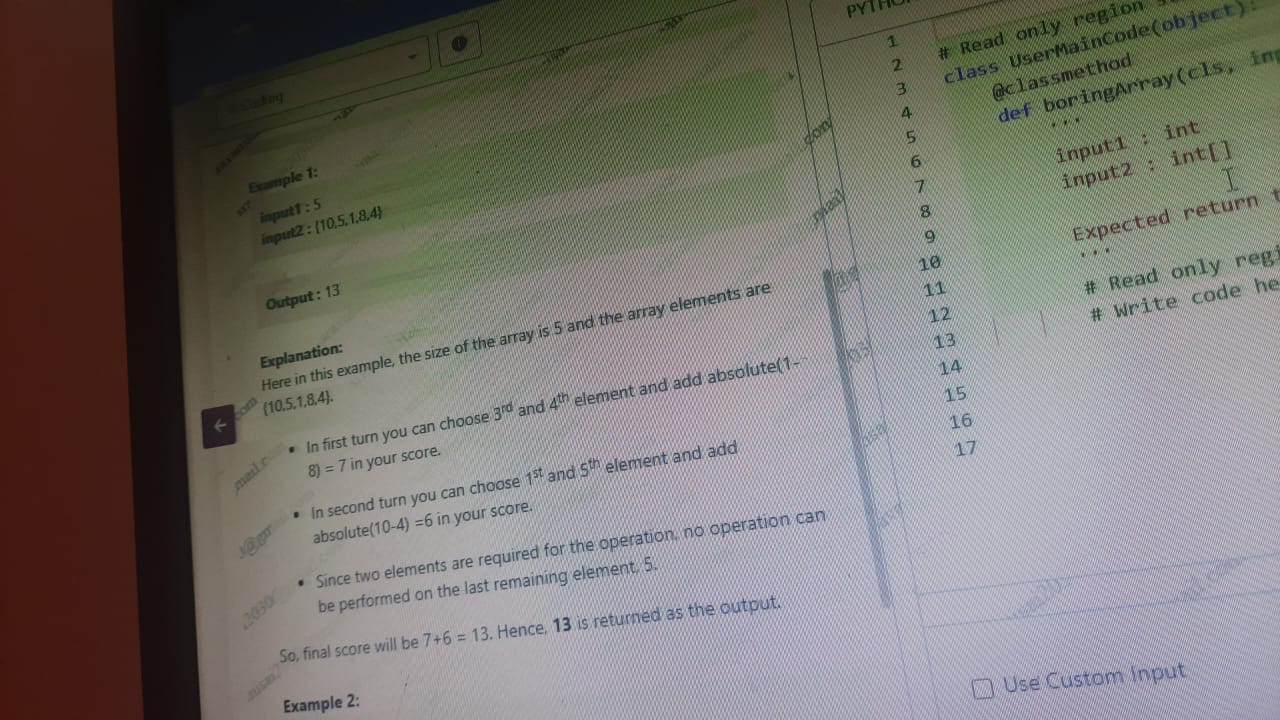 Coding
Example 1:
input1 : 5
input2 : {10,5,1,8,4}
Output : 13
Explanation:
Here in this example, the size of the array is 5 and the array elements are
{10,5,1,8,4}.
• In first turn you can choose 3rd and 4th element and add absolute(1-
8) = 7 in your score.
• In second turn you can choose 1st and 5th element and add
absolute(10-4) =6 in your score.
• Since two elements are required for the operation, no operation can
be performed on the last remaining element, 5.
So, final score will be 7+6 = 13. Hence, 13 is returned as the output.
Example 2:
1 # Read only region
2 class UserMainCode(object):
3 @classmethod
4 def boringArray(cls,
5 '''
6 input1 : int
7 input2 : int[]
8
9 Expected return
10 '''
11 # Read only
12 # Write code
13
14
15
16
17
Use Custom Input